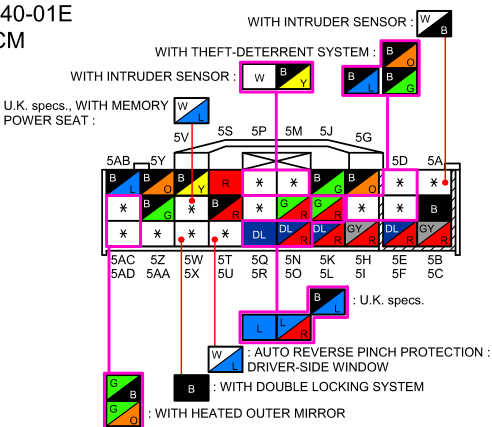 40-01E
CM
WITH INTRUDER SENSOR : W B
WITH THEFT-DETERRENT SYSTEM : B O
B L B G
WITH INTRUDER SENSOR : W B Y
U.K. specs., WITH MEMORY
POWER SEAT : W L
5V 5S 5P 5M 5J 5G
5AB 5Y 5D 5A
B L B O B Y R * * B G B O * *
* B G * B R * G R G R * * B
* * * * DL DL R DL R GY R DL R GY R
5AC 5Z 5W 5T 5Q 5N 5K 5H 5E 5B
5AD 5AA 5X 5U 5R 5O 5L 5I 5F 5C
B L : U.K. specs.
L L R
W L : AUTO REVERSE PINCH PROTECTION :
DRIVER-SIDE WINDOW
B : WITH DOUBLE LOCKING SYSTEM
G B
G O : WITH HEATED OUTER MIRROR